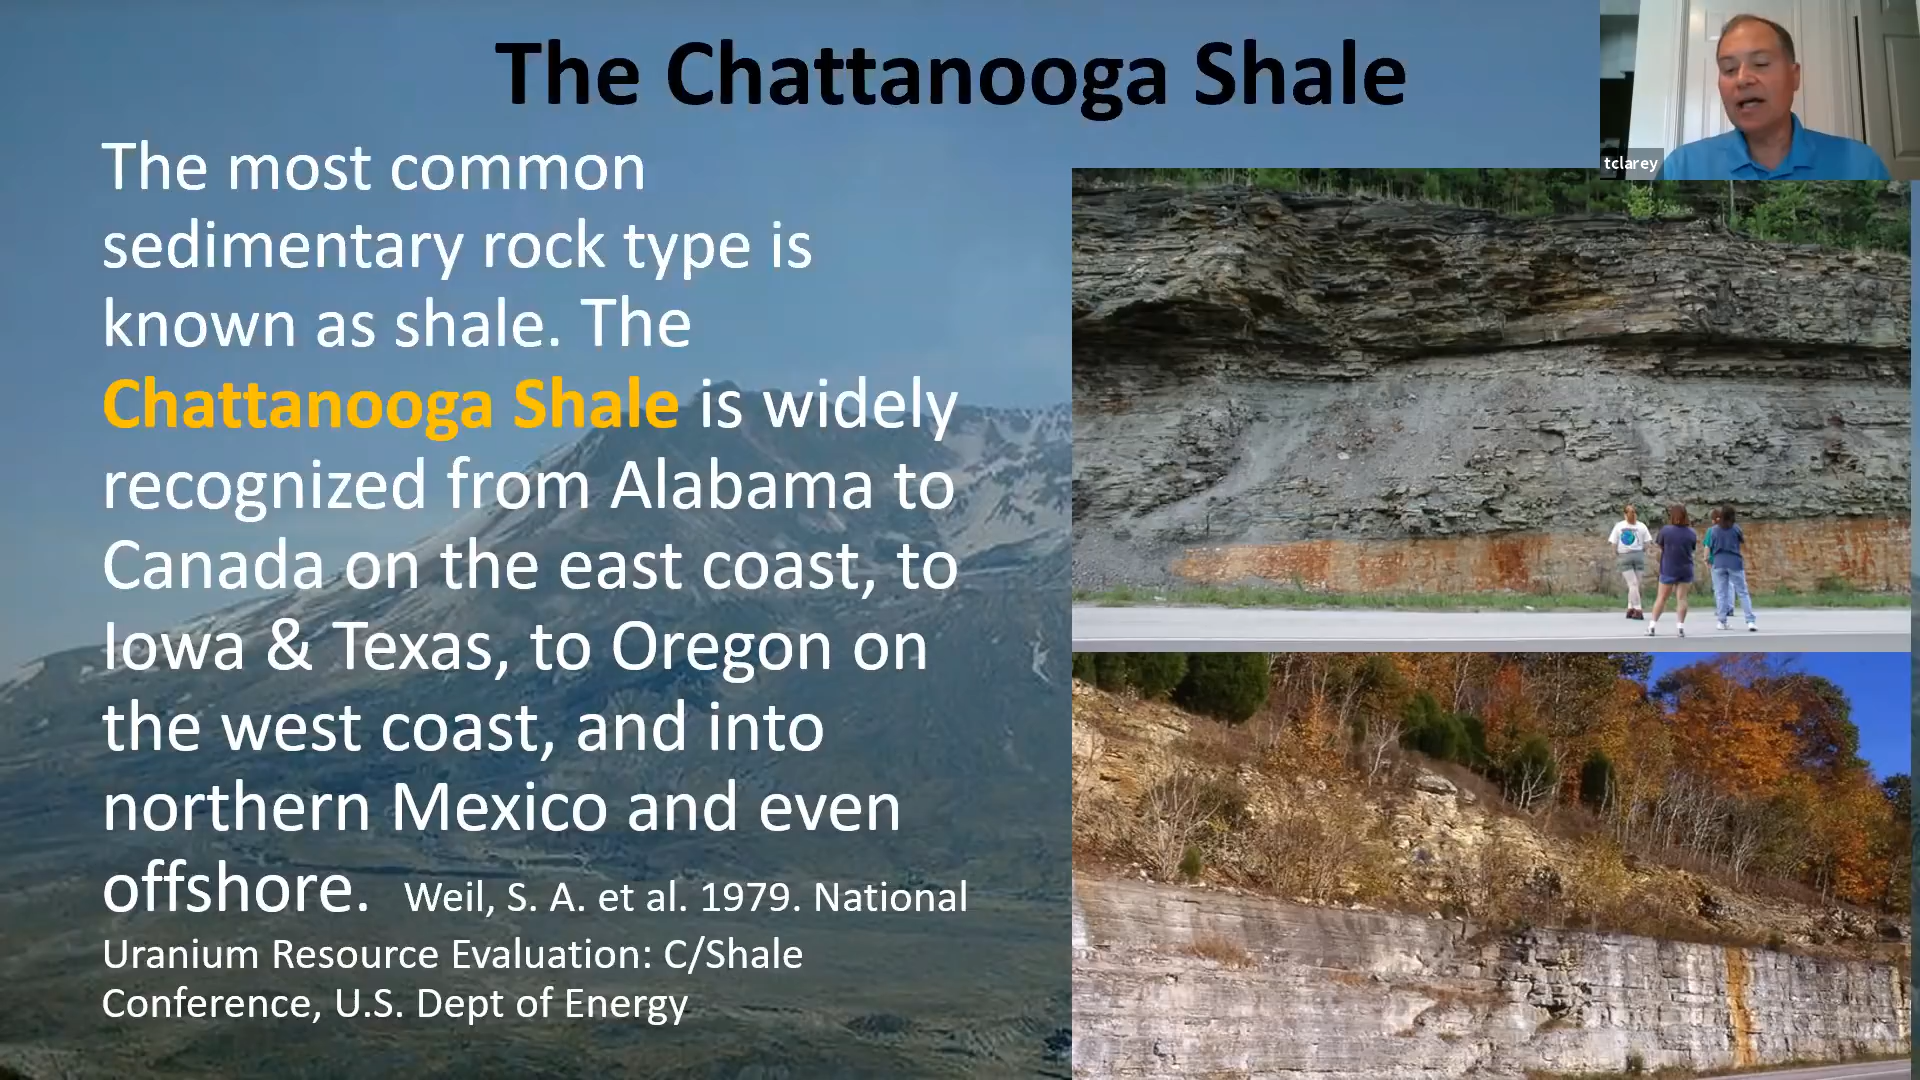 The Chattanooga Shale
tclarey
The most common
sedimentary rock type is
known as shale. The
Chattanooga Shale is widely
recognized from Alabama to
Canada on the east coast, to
Iowa & Texas, to Oregon on
the west coast, and into
northern Mexico and even
offshore. Weil, S. A. et al. 1979. National
Uranium Resource Evaluation: C/Shale
Conference, U.S. Dept of Energy